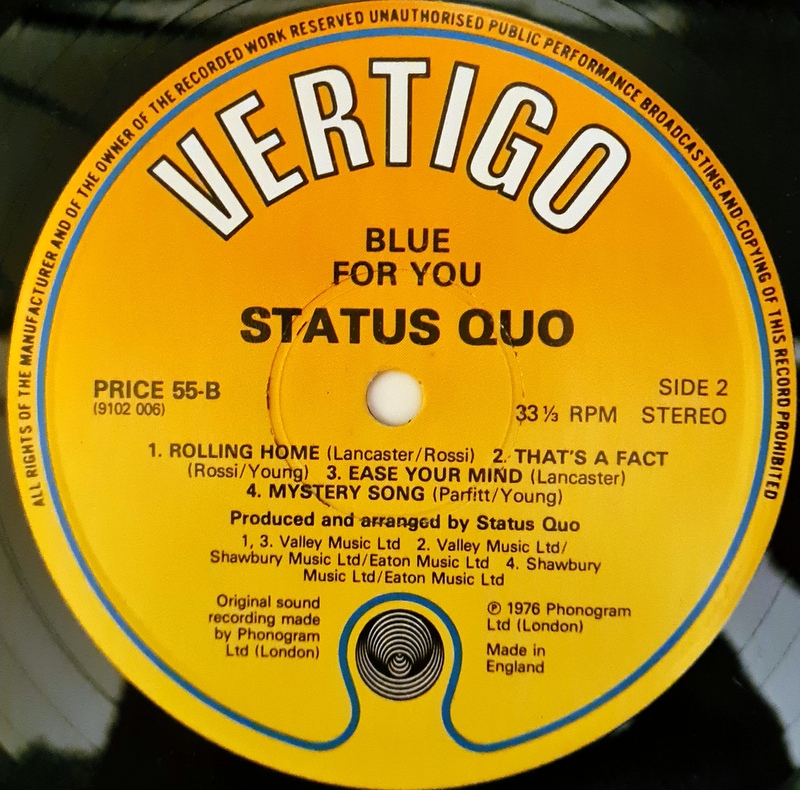 ALL RIGHTS OF THE MANUFACTURER AND OF THE OWNER OF THE RECORDED WORK RESERVED UNAUTHORISED PUBLIC PERFORMANCE BROADCASTING AND COPYING OF THIS RECORD PROHIBITED
VERTIGO
BLUE
FOR YOU
STATUS QUO
PRICE 55-B
(9102 006)
SIDE 2
33 1/3 RPM STEREO
1. ROLLING HOME (Lancaster/Rossi) 2. THAT'S A FACT
(Rossi/Young) 3. EASE YOUR MIND (Lancaster)
4. MYSTERY SONG (Parfitt/Young)
Produced and arranged by Status Quo
1, 3. Valley Music Ltd 2. Valley Music Ltd/
Shawbury Music Ltd/Eaton Music Ltd 4. Shawbury
Music Ltd/Eaton Music Ltd
Original sound
recording made
by Phonogram
Ltd (London)
℗ 1976 Phonogram
Ltd (London)
Made in
England